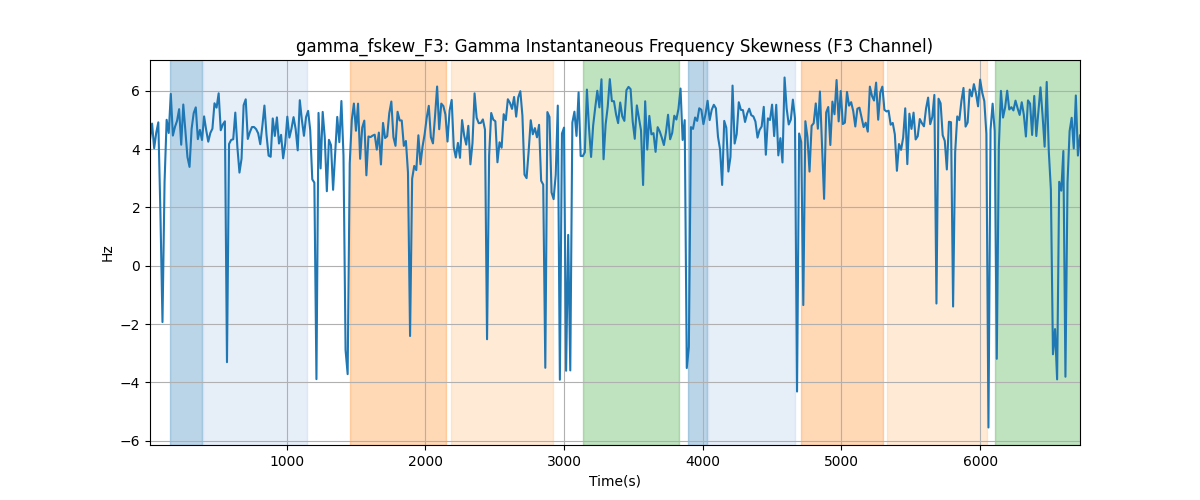 gamma_fskew_F3: Gamma Instantaneous Frequency Skewness (F3 Channel)
6
4
2
0
−2
−4
−6
Hz
1000 2000 3000 4000 5000 6000
Time(s)